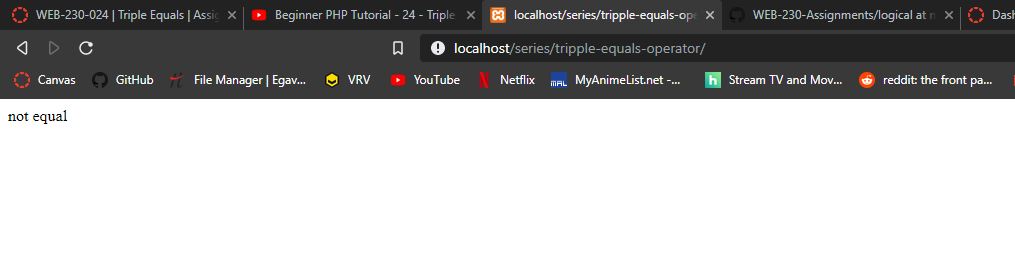 WEB-230-024 | Triple Equals | Assig
Beginner PHP Tutorial - 24 - Triple
localhost/series/tripple-equals-ope
WEB-230-Assignments/logical at m
Dash
localhost/series/tripple-equals-operator/
Canvas
GitHub
File Manager | Egav...
VRV
YouTube
Netflix
MAL
MyAnimeList.net -...
h
Stream TV and Mov...
reddit: the front pa...
not equal